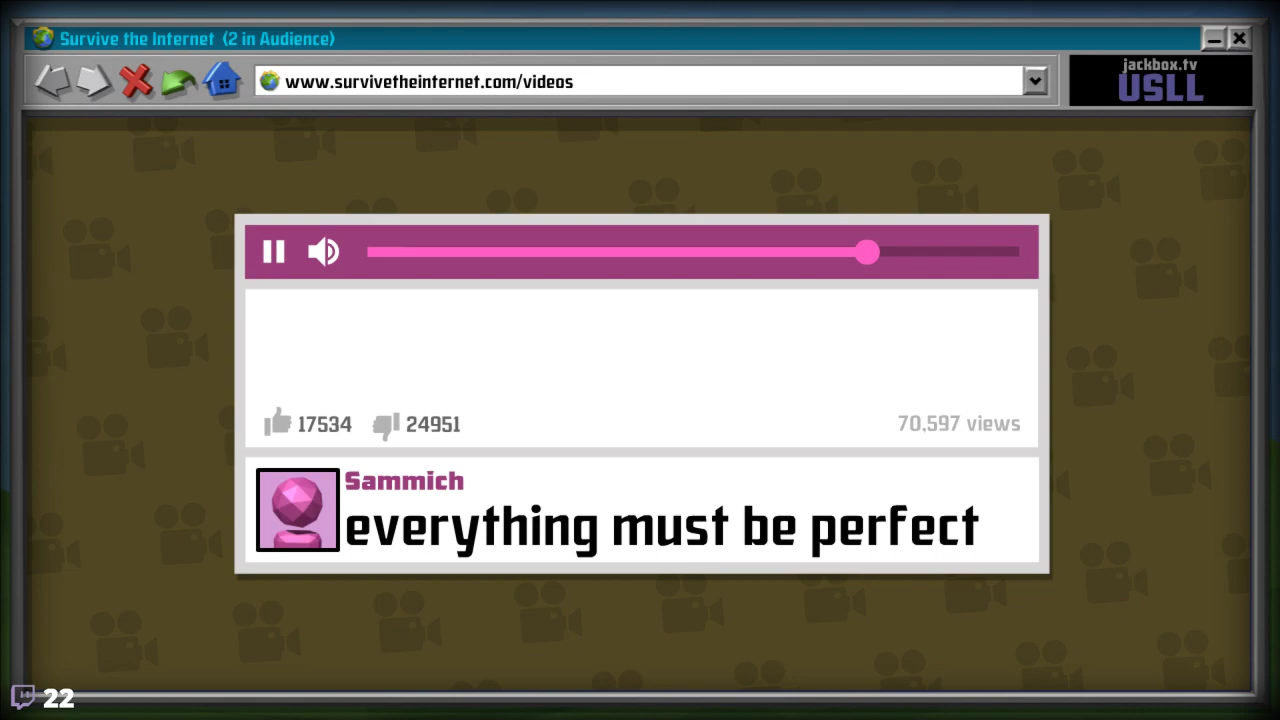 Survive the Internet (2 in Audience)
www.survivetheinternet.com/videos
jackbox.tv
USLL
17534 24951 70,597 views
Sammich
everything must be perfect
22